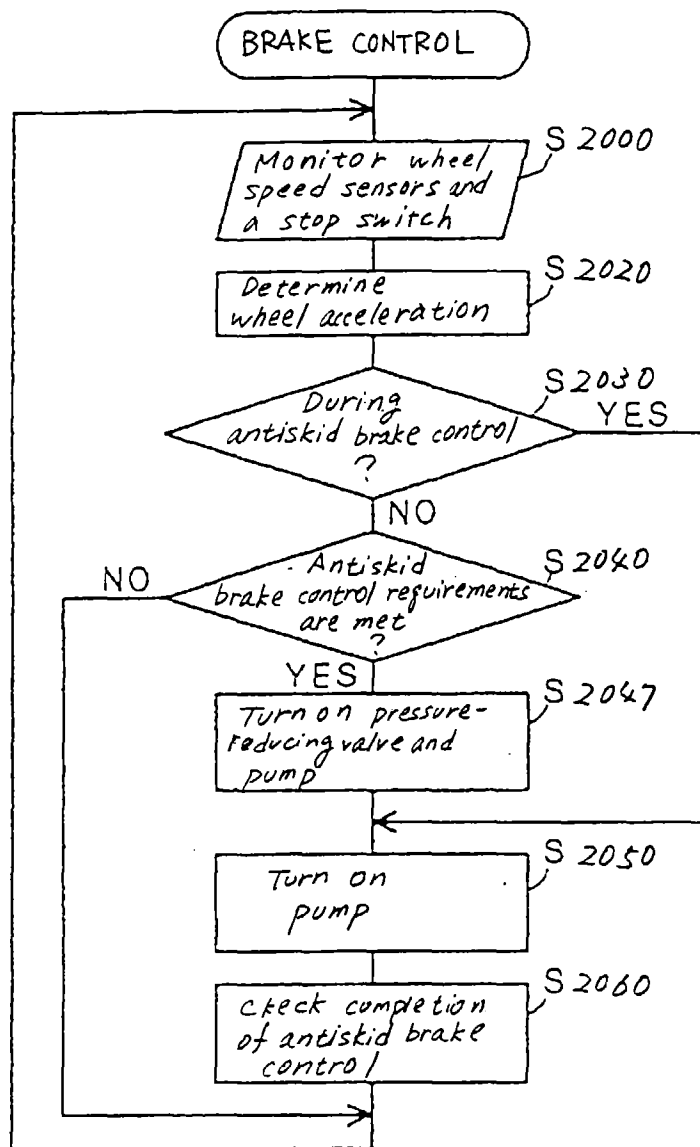 BRAKE CONTROL
S 2000
Monitor wheel
speed sensors and
a stop switch
S 2020
Determine
wheel acceleration
S 2030
During
antiskid brake control
?
YES
NO
S 2040
Antiskid
brake control requirements
are met
?
NO
YES
S 2047
Turn on pressure-
reducing valve and
pump
S 2050
Turn on
pump
S 2060
Check completion
of antiskid brake
control